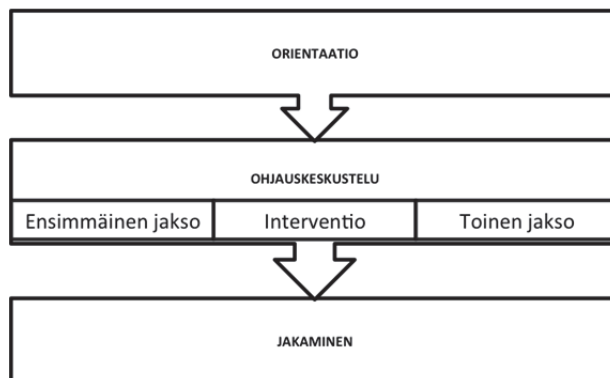 ORIENTAATIO
OHJAUSKESKUSTELU
Ensimmäinen jakso Interventio Toinen jakso
JAKAMINEN